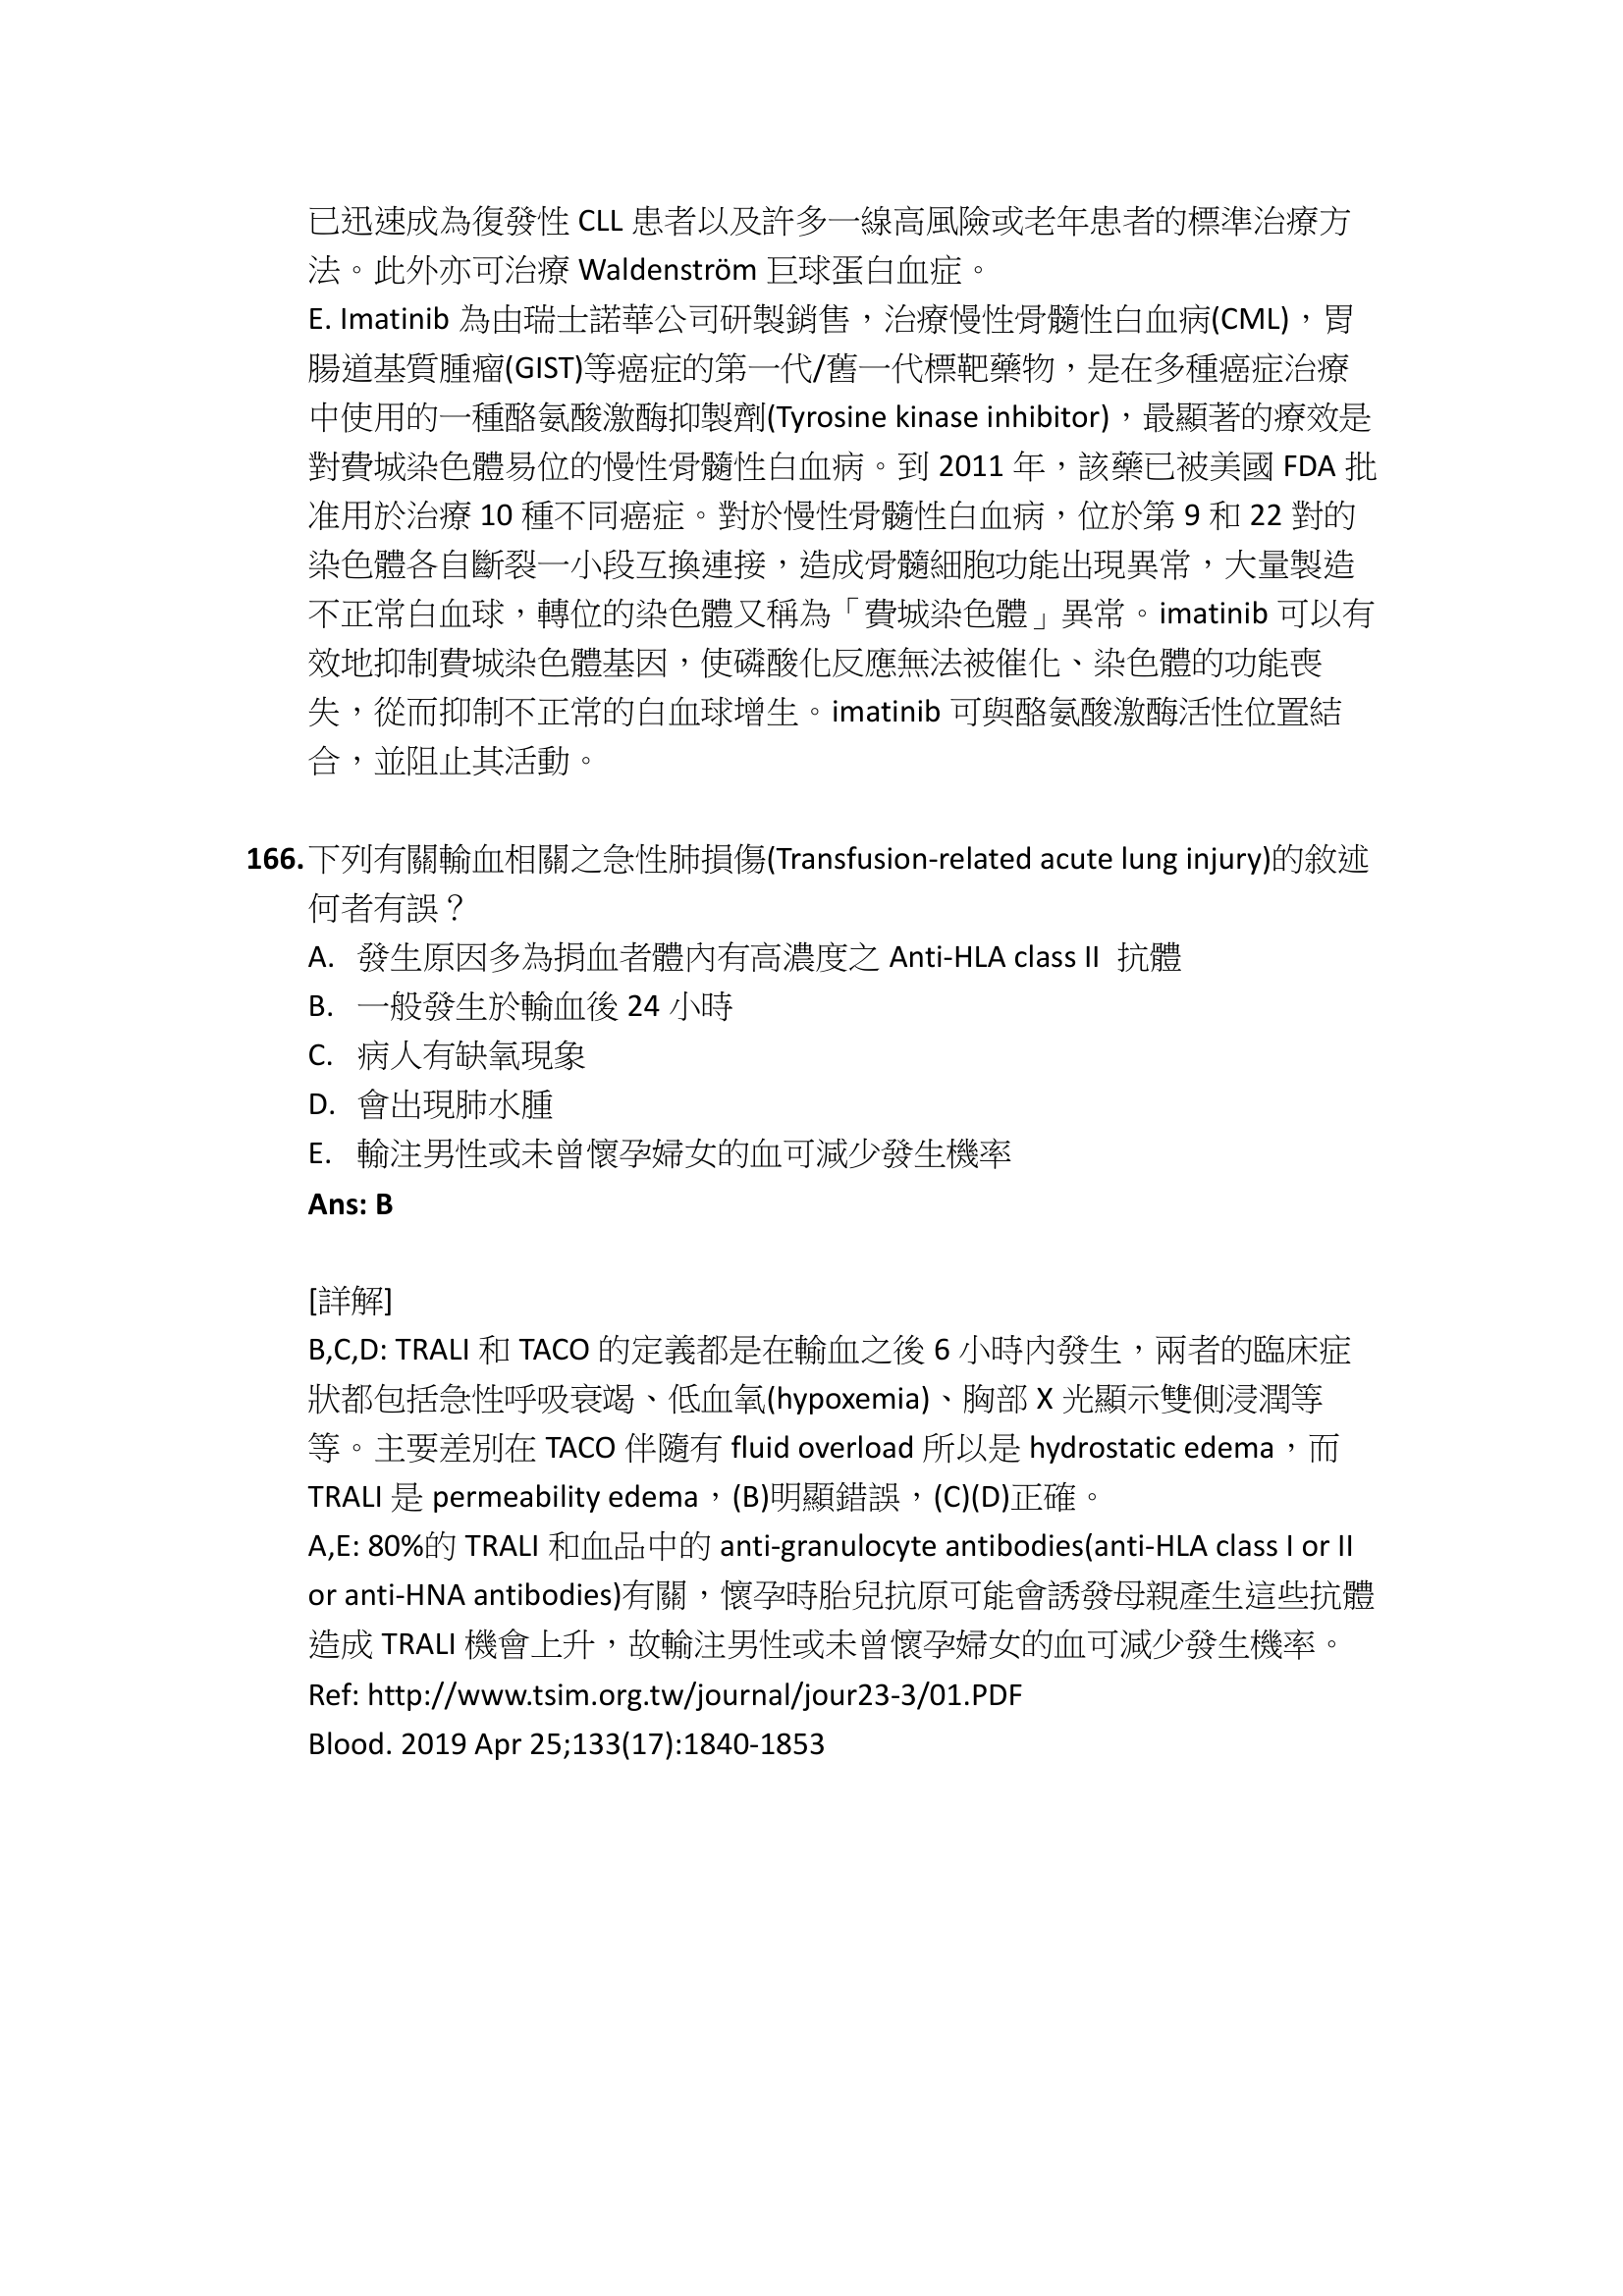 已迅速成為復發性 CLL 患者以及許多一線高風險或老年患者的標準治療方
法。此外亦可治療 Waldenström 巨球蛋白血症。
E. Imatinib 為由瑞士諾華公司研製銷售，治療慢性骨髓性白血病(CML)，胃
腸道基質腫瘤(GIST)等癌症的第一代/舊一代標靶藥物，是在多種癌症治療
中使用的一種酪氨酸激酶抑製劑(Tyrosine kinase inhibitor)，最顯著的療效是
對費城染色體易位的慢性骨髓性白血病。到 2011 年，該藥已被美國 FDA 批
准用於治療 10 種不同癌症。對於慢性骨髓性白血病，位於第 9 和 22 對的
染色體各自斷裂一小段互換連接，造成骨髓細胞功能出現異常，大量製造
不正常白血球，轉位的染色體又稱為「費城染色體」異常。imatinib 可以有
效地抑制費城染色體基因，使磷酸化反應無法被催化、染色體的功能喪
失，從而抑制不正常的白血球增生。imatinib 可與酪氨酸激酶活性位置結
合，並阻止其活動。
166. 下列有關輸血相關之急性肺損傷(Transfusion-related acute lung injury)的敘述
何者有誤？
A. 發生原因多為捐血者體內有高濃度之 Anti-HLA class II 抗體
B. 一般發生於輸血後 24 小時
C. 病人有缺氧現象
D. 會出現肺水腫
E. 輸注男性或未曾懷孕婦女的血可減少發生機率
Ans: B
[詳解]
B,C,D: TRALI 和 TACO 的定義都是在輸血之後 6 小時內發生，兩者的臨床症
狀都包括急性呼吸衰竭、低血氧(hypoxemia)、胸部 X 光顯示雙側浸潤等
等。主要差別在 TACO 伴隨有 fluid overload 所以是 hydrostatic edema，而
TRALI 是 permeability edema，(B)明顯錯誤，(C)(D)正確。
A,E: 80%的 TRALI 和血品中的 anti-granulocyte antibodies(anti-HLA class I or II
or anti-HNA antibodies)有關，懷孕時胎兒抗原可能會誘發母親產生這些抗體
造成 TRALI 機會上升，故輸注男性或未曾懷孕婦女的血可減少發生機率。
Ref: http://www.tsim.org.tw/journal/jour23-3/01.PDF
Blood. 2019 Apr 25;133(17):1840-1853